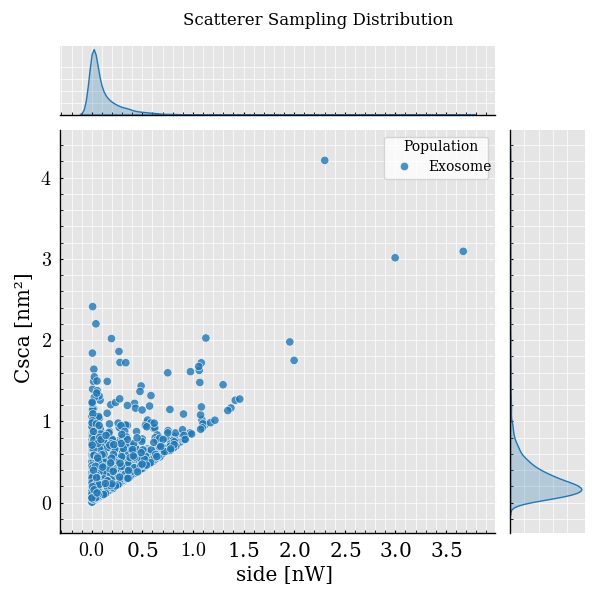 Scatterer Sampling Distribution
Population
Exosome
Csca [nm²]
4
3
2
1
0
0.0 0.5 1.0 1.5 2.0 2.5 3.0 3.5
side [nW]